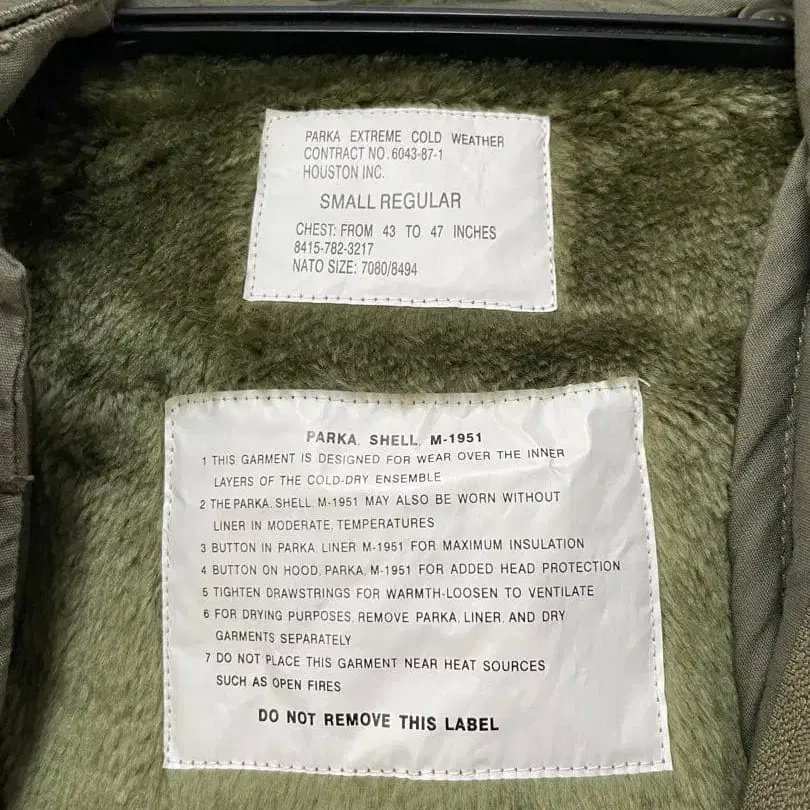 PARKA EXTREME COLD WEATHER
CONTRACT NO. 6043-87-1
HOUSTON INC.
SMALL REGULAR
CHEST: FROM 43 TO 47 INCHES
8415-782-3217
NATO SIZE: 7080/8494
PARKA, SHELL, M-1951
1 THIS GARMENT IS DESIGNED FOR WEAR OVER THE INNER
LAYERS OF THE COLD-DRY ENSEMBLE
2 THE PARKA, SHELL, M-1951 MAY ALSO BE WORN WITHOUT
LINER IN MODERATE, TEMPERATURES
3 BUTTON IN PARKA, LINER M-1951 FOR MAXIMUM INSULATION
4 BUTTON ON HOOD, PARKA, M-1951 FOR ADDED HEAD PROTECTION
5 TIGHTEN DRAWSTRINGS FOR WARMTH-LOOSEN TO VENTILATE
6 FOR DRYING PURPOSES, REMOVE PARKA, LINER, AND DRY
GARMENTS SEPARATELY
7 DO NOT PLACE THIS GARMENT NEAR HEAT SOURCES
SUCH AS OPEN FIRES
DO NOT REMOVE THIS LABEL